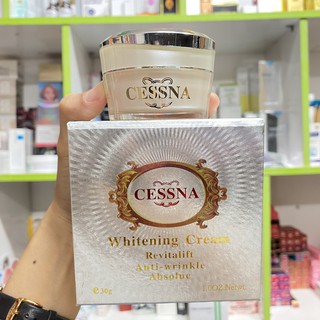 CESSNA
CESSNA
Whitening Cream
Revitalift
Anti-wrinkle
Absolue